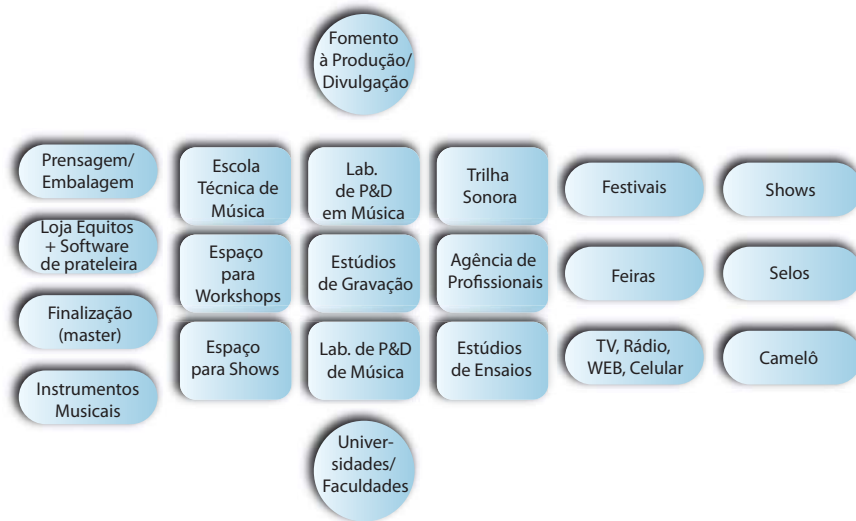 Fomento
à Produção/
Divulgação
Prensagem/
Embalagem
Loja Equitos
+ Software
de prateleira
Finalização
(master)
Instrumentos
Musicais
Escola
Técnica de
Música
Espaço
para
Workshops
Espaço
para Shows
Lab.
de P&D
em Música
Estúdios
de Gravação
Lab. de P&D
de Música
Trilha
Sonora
Agência de
Profissionais
Estúdios
de Ensaios
Festivais
Feiras
TV, Rádio,
WEB, Celular
Shows
Selos
Camelô
Univer-
sidades/
Faculdades